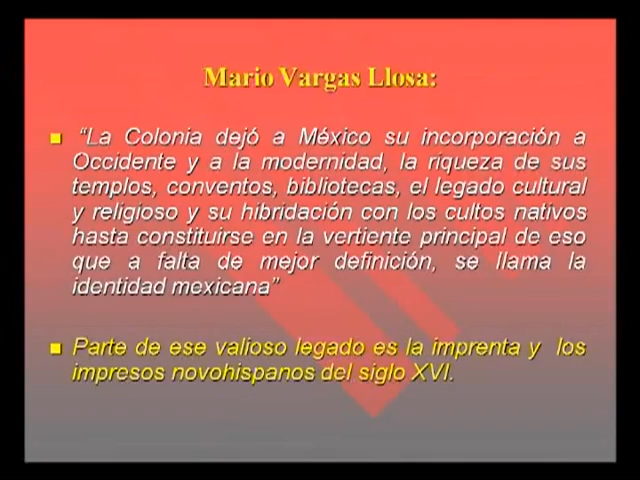 Mario Vargas Llosa:
“La Colonia dejó a México su incorporación a
Occidente y a la modernidad, la riqueza de sus
templos, conventos, bibliotecas, el legado cultural
y religioso y su hibridación con los cultos nativos
hasta constituirse en la vertiente principal de eso
que a falta de mejor definición, se llama la
identidad mexicana”
Parte de ese valioso legado es la imprenta y los
impresos novohispanos del siglo XVI.